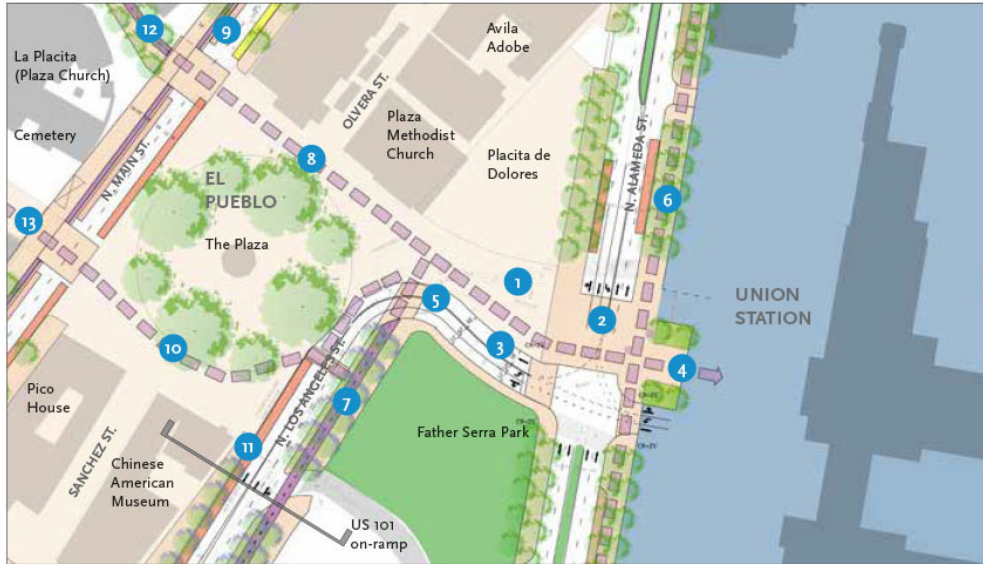 12
9
La Placita
(Plaza Church)
Cemetery
N. MAIN ST.
13
EL
PUEBLO
The Plaza
8
OLVERA ST.
Avila
Adobe
Plaza
Methodist
Church
Placita de
Dolores
N. ALAMEDA ST.
6
1
2
5
3
4
UNION
STATION
10
Pico
House
SANCHEZ ST.
Chinese
American
Museum
11
N. LOS ANGELES ST.
7
Father Serra Park
US 101
on-ramp